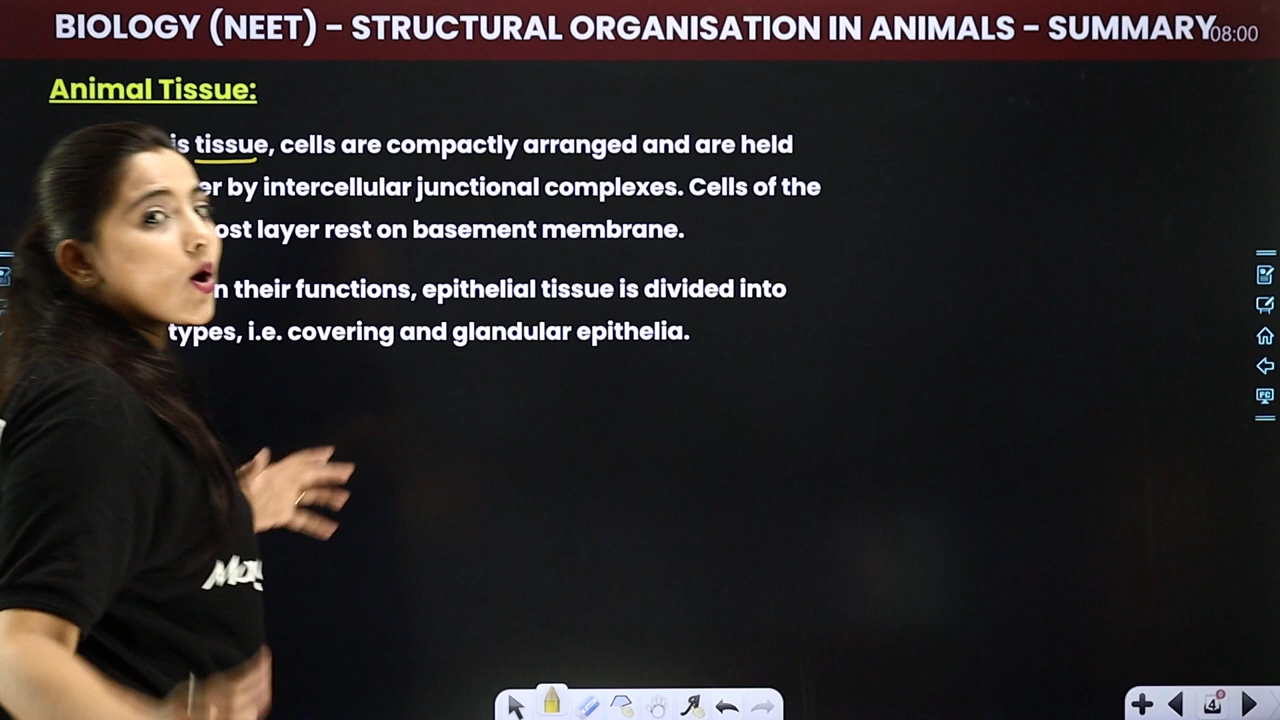 BIOLOGY (NEET) – STRUCTURAL ORGANISATION IN ANIMALS – SUMMARY
08:00
Animal Tissue:
is tissue, cells are compactly arranged and are held
by intercellular junctional complexes. Cells of the
layer rest on basement membrane.
their functions, epithelial tissue is divided into
types, i.e. covering and glandular epithelia.
PC
4